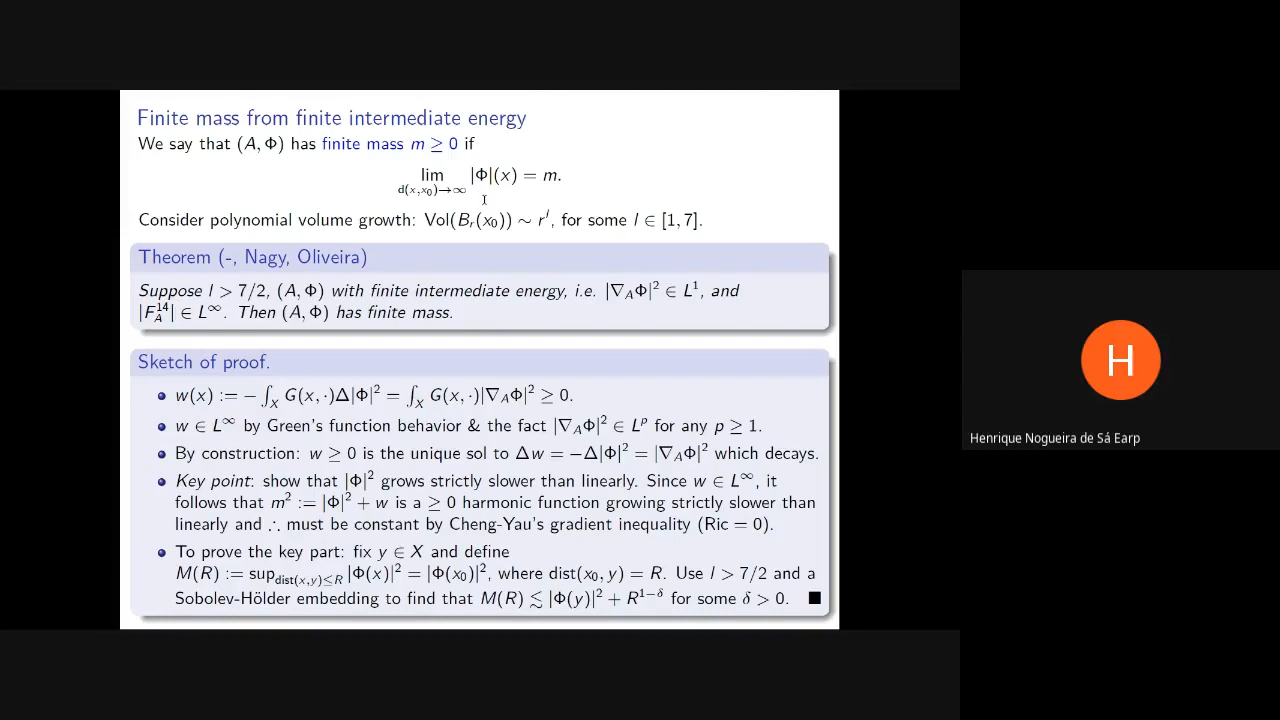 Finite mass from finite intermediate energy
We say that (A, Φ) has finite mass m ≥ 0 if
lim |Φ|(x) = m.
d(x,x₀)→∞
Consider polynomial volume growth: Vol(Bᵣ(x₀)) ∼ rˡ, for some l ∈ [1, 7].
Theorem (-, Nagy, Oliveira)
Suppose l > 7/2, (A, Φ) with finite intermediate energy, i.e. |∇_AΦ|² ∈ L¹, and
|F_A¹⁴| ∈ L^∞. Then (A, Φ) has finite mass.
Sketch of proof.
• w(x) := − ∫_X G(x, ·)Δ|Φ|² = ∫_X G(x, ·)|∇_AΦ|² ≥ 0.
• w ∈ L^∞ by Green's function behavior & the fact |∇_AΦ|² ∈ Lᵖ for any p ≥ 1.
• By construction: w ≥ 0 is the unique sol to Δw = −Δ|Φ|² = |∇_AΦ|² which decays.
• Key point: show that |Φ|² grows strictly slower than linearly. Since w ∈ L^∞, it
follows that m² := |Φ|² + w is a ≥ 0 harmonic function growing strictly slower than
linearly and ∴ must be constant by Cheng-Yau's gradient inequality (Ric = 0).
• To prove the key part: fix y ∈ X and define
M(R) := sup_{dist(x,y)≤R} |Φ(x)|² = |Φ(x₀)|², where dist(x₀, y) = R. Use l > 7/2 and a
Sobolev-Hölder embedding to find that M(R) ≲ |Φ(y)|² + R^{1−δ} for some δ > 0. ■
H
Henrique Nogueira de Sá Earp